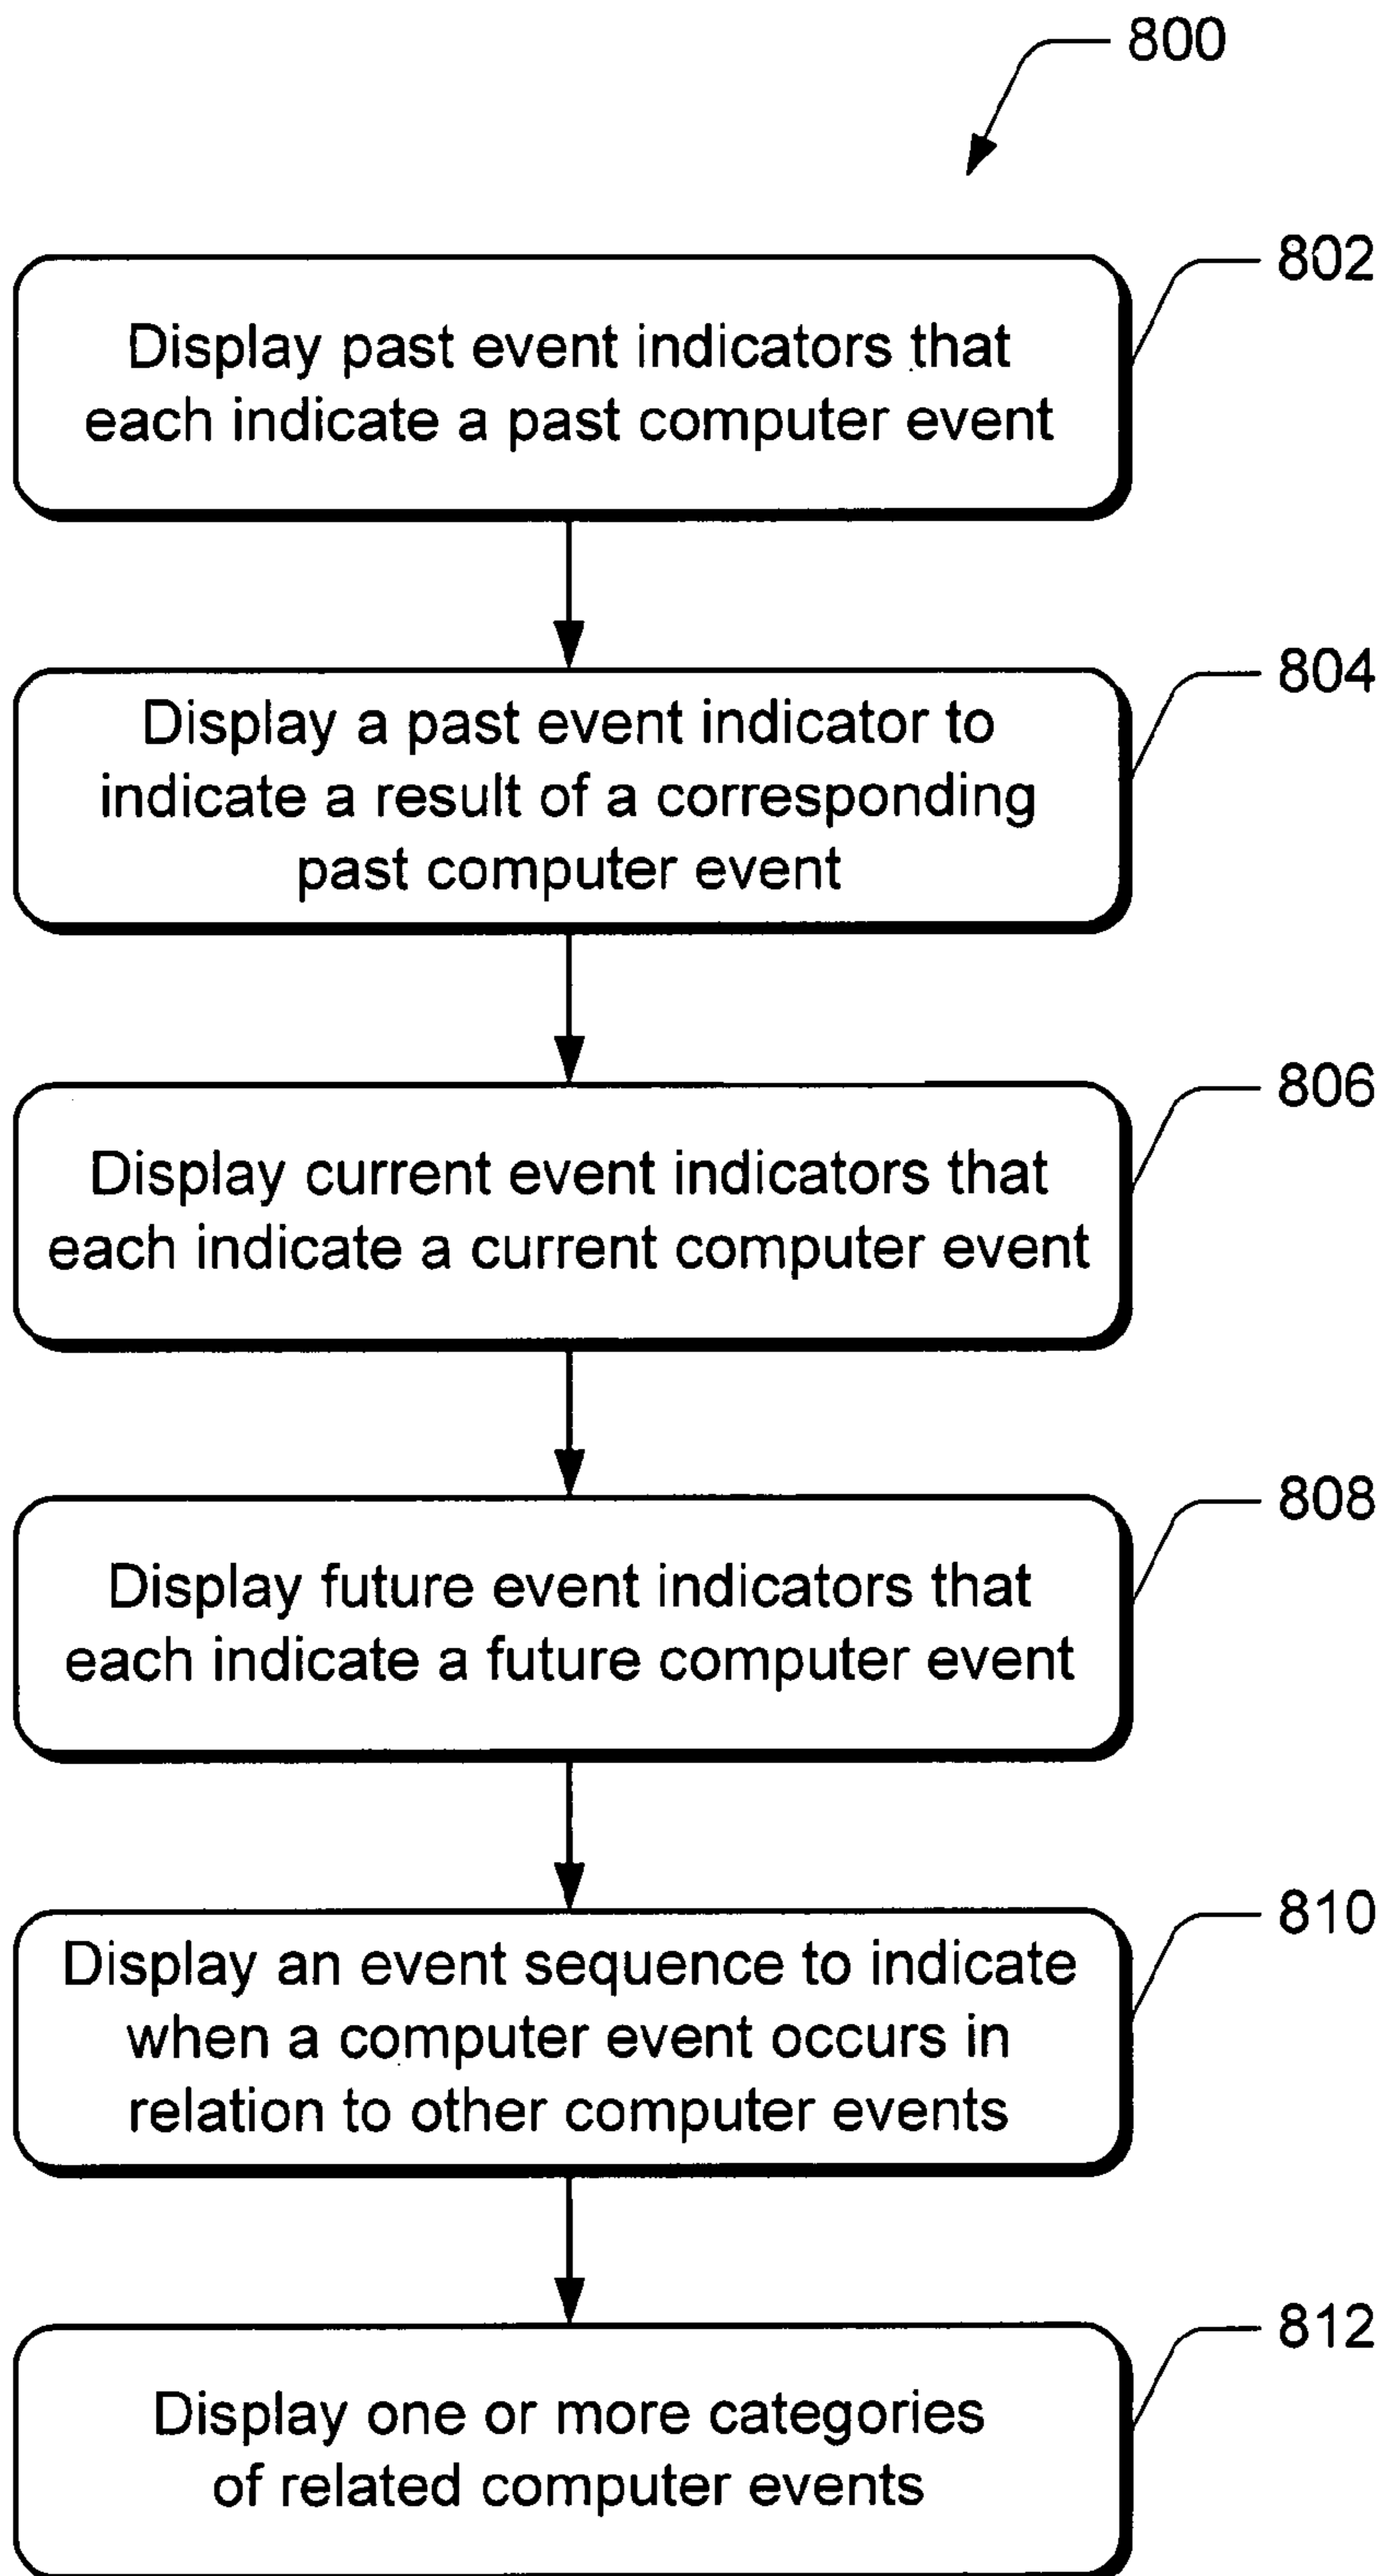 800
802
Display past event indicators that
each indicate a past computer event
804
Display a past event indicator to
indicate a result of a corresponding
past computer event
806
Display current event indicators that
each indicate a current computer event
808
Display future event indicators that
each indicate a future computer event
810
Display an event sequence to indicate
when a computer event occurs in
relation to other computer events
812
Display one or more categories
of related computer events